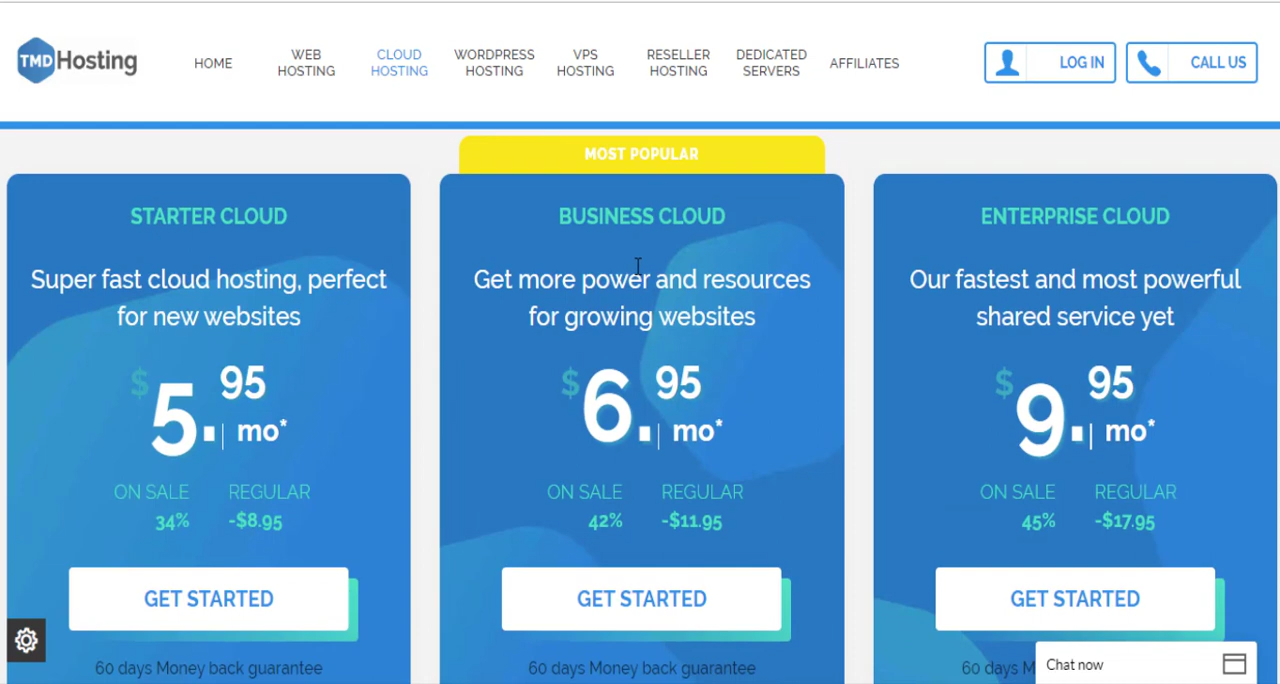 TMDHosting
HOME
WEB
HOSTING
CLOUD
HOSTING
WORDPRESS
HOSTING
VPS
HOSTING
RESELLER
HOSTING
DEDICATED
SERVERS
AFFILIATES
LOG IN
CALL US
MOST POPULAR
STARTER CLOUD
Super fast cloud hosting, perfect
for new websites
$5.95
mo*
ON SALE REGULAR
34% -$8.95
GET STARTED
60 days Money back guarantee
BUSINESS CLOUD
Get more power and resources
for growing websites
$6.95
mo*
ON SALE REGULAR
42% -$11.95
GET STARTED
60 days Money back guarantee
ENTERPRISE CLOUD
Our fastest and most powerful
shared service yet
$9.95
mo*
ON SALE REGULAR
45% -$17.95
GET STARTED
60 days M
Chat now